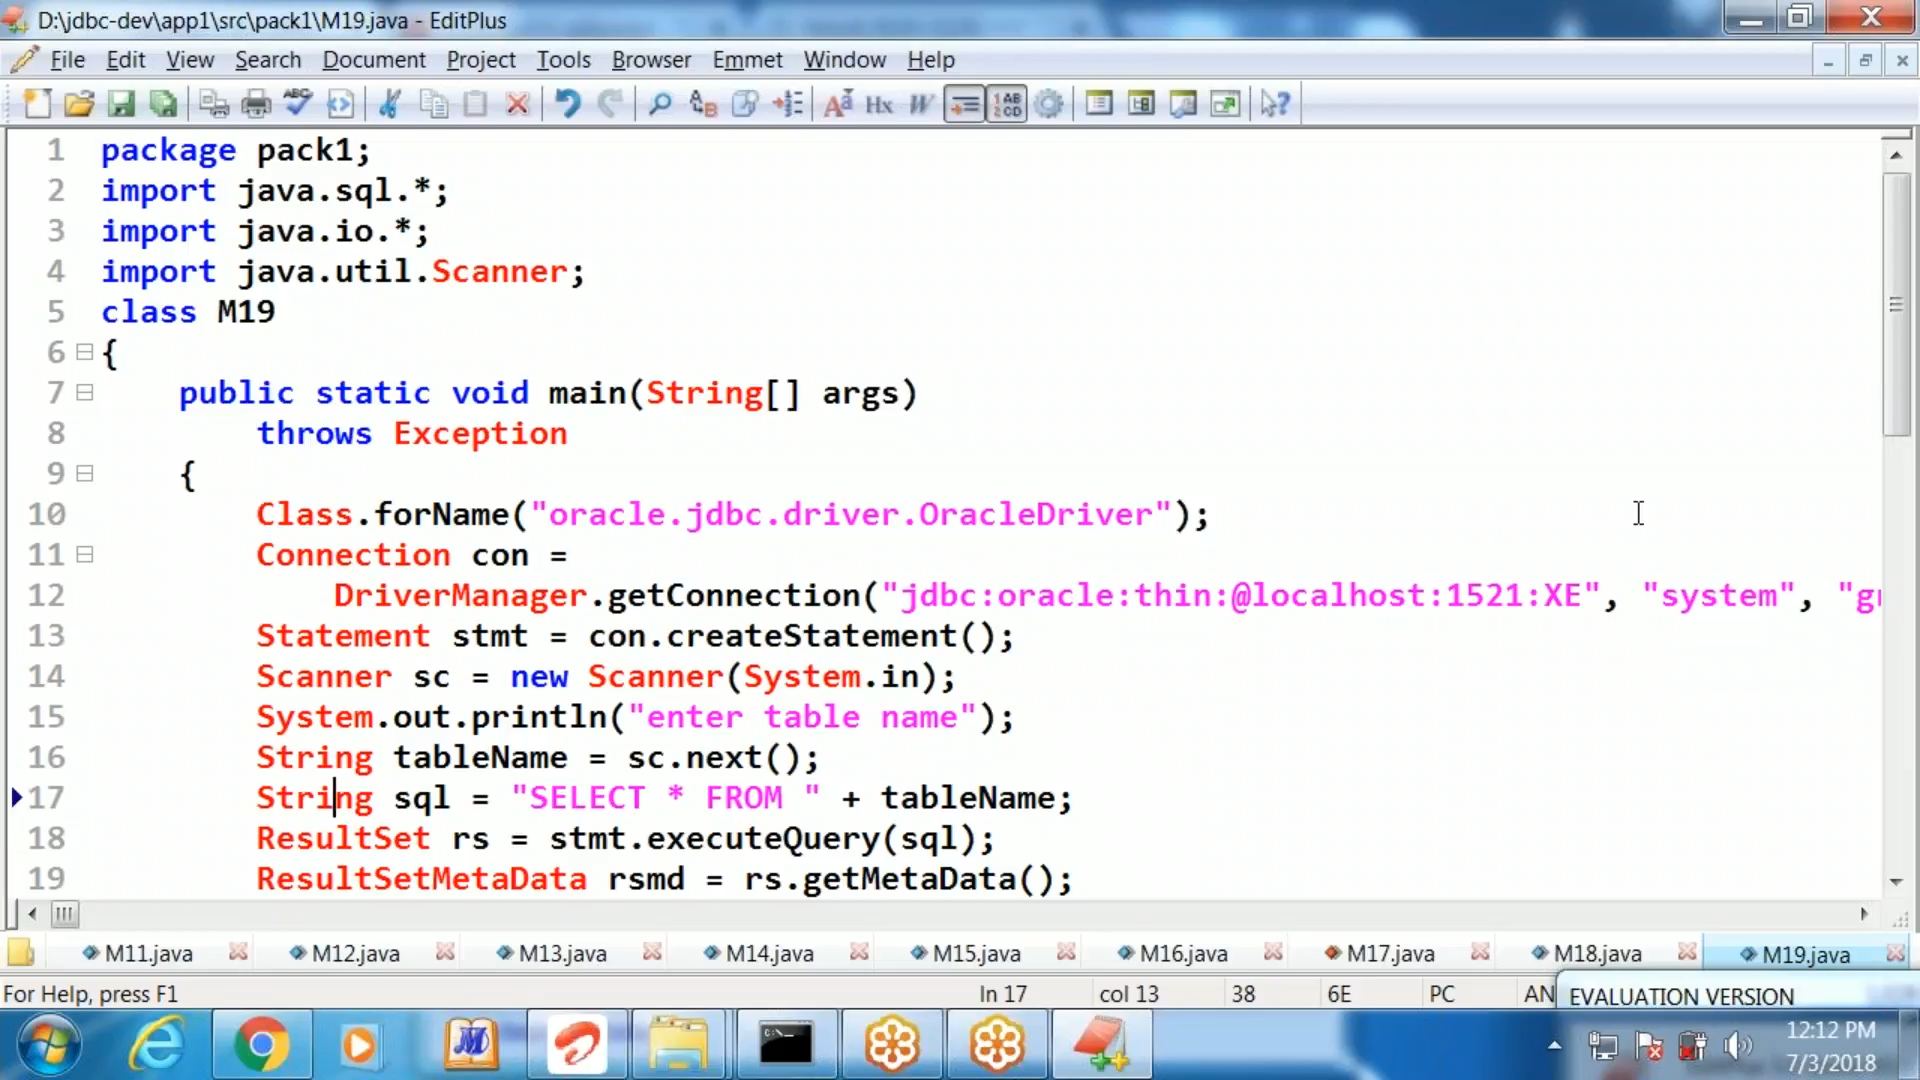 D:\jdbc-dev\app1\src\pack1\M19.java - EditPlus
File Edit View Search Document Project Tools Browser Emmet Window Help
1 package pack1;
2 import java.sql.*;
3 import java.io.*;
4 import java.util.Scanner;
5 class M19
6 {
7 public static void main(String[] args)
8 throws Exception
9 {
10 Class.forName("oracle.jdbc.driver.OracleDriver");
11 Connection con =
12 DriverManager.getConnection("jdbc:oracle:thin:@localhost:1521:XE", "system", "g
13 Statement stmt = con.createStatement();
14 Scanner sc = new Scanner(System.in);
15 System.out.println("enter table name");
16 String tableName = sc.next();
17 String sql = "SELECT * FROM " + tableName;
18 ResultSet rs = stmt.executeQuery(sql);
19 ResultSetMetaData rsmd = rs.getMetaData();
M11.java M12.java M13.java M14.java M15.java M16.java M17.java M18.java M19.java
For Help, press F1 ln 17 col 13 38 6E PC AN EVALUATION VERSION
12:12 PM
7/3/2018